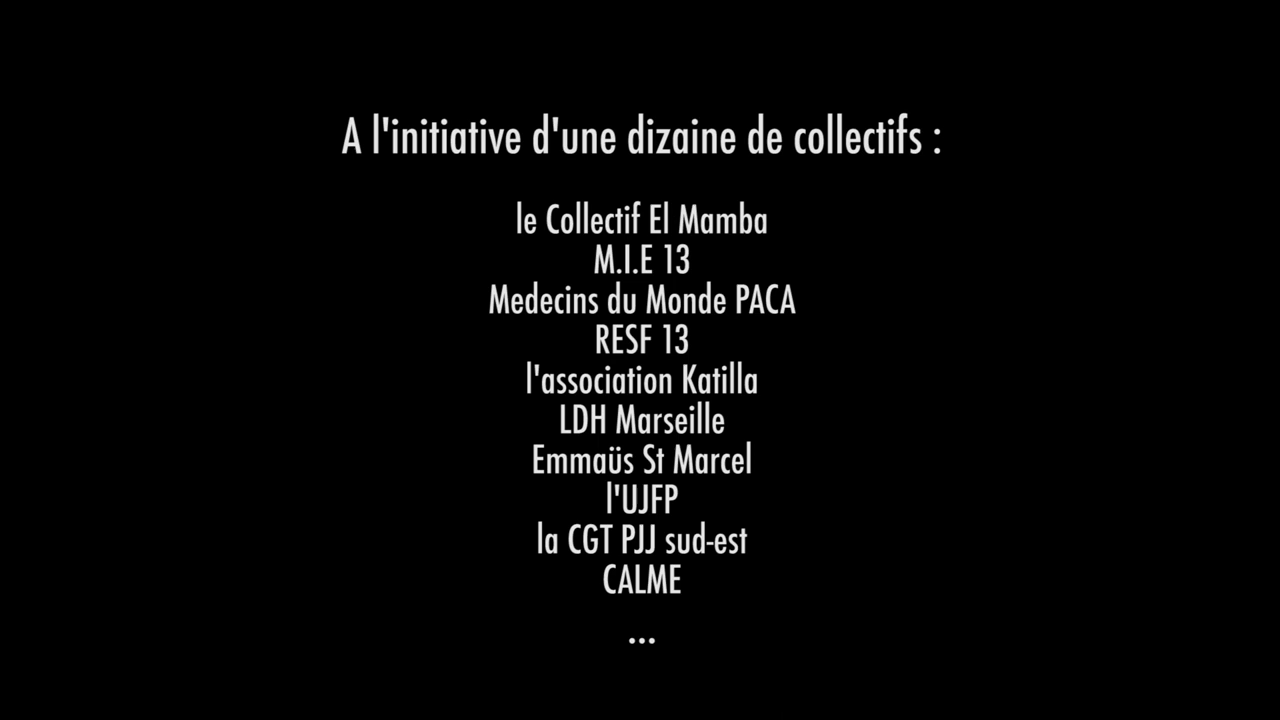 A l'initiative d'une dizaine de collectifs :
le Collectif El Mamba
M.I.E 13
Medecins du Monde PACA
RESF 13
l'association Katilla
LDH Marseille
Emmaüs St Marcel
l'UJFP
la CGT PJJ sud-est
CALME
...